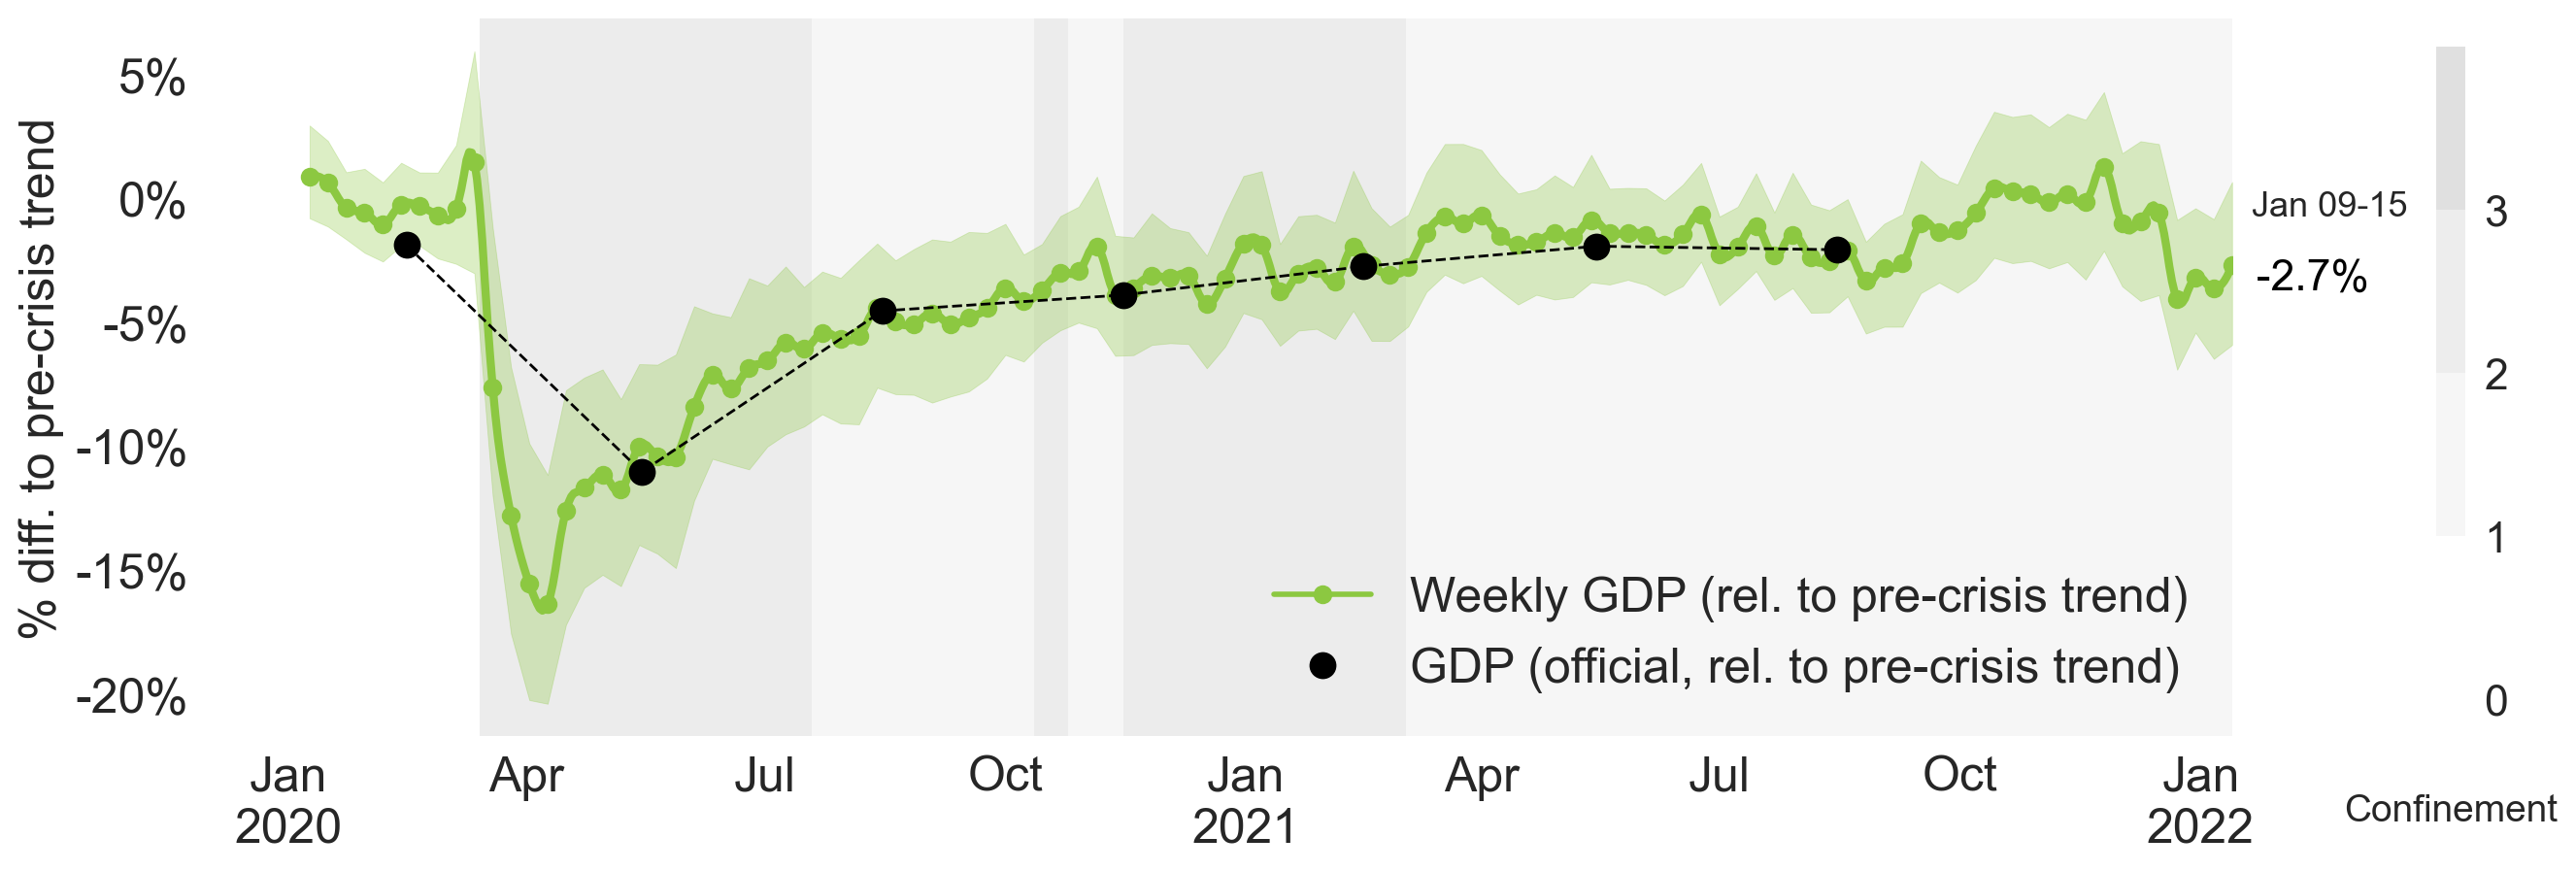 % diff. to pre-crisis trend
5%
0%
-5%
-10%
-15%
-20%
Jan
2020
Apr
Jul
Oct
Jan
2021
Apr
Jul
Oct
Jan
2022
Weekly GDP (rel. to pre-crisis trend)
GDP (official, rel. to pre-crisis trend)
Jan 09-15
-2.7%
3
2
1
0
Confinement